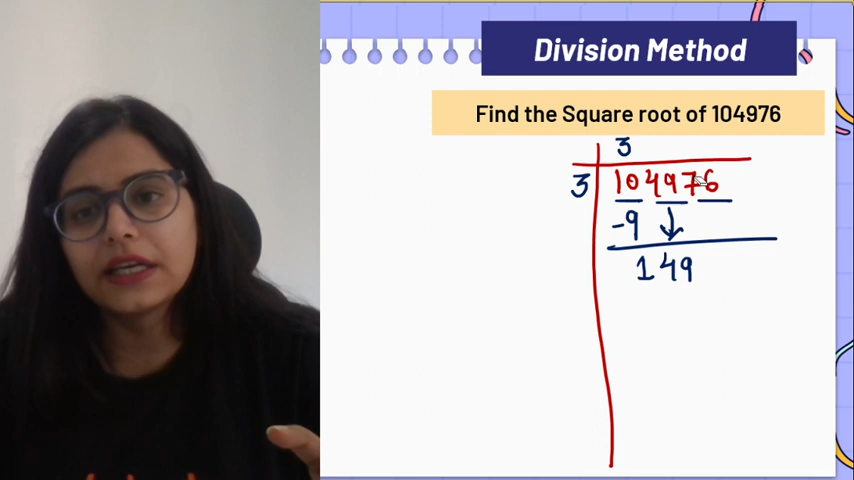 Division Method
Find the Square root of 104976
3
3 104976
-9
149